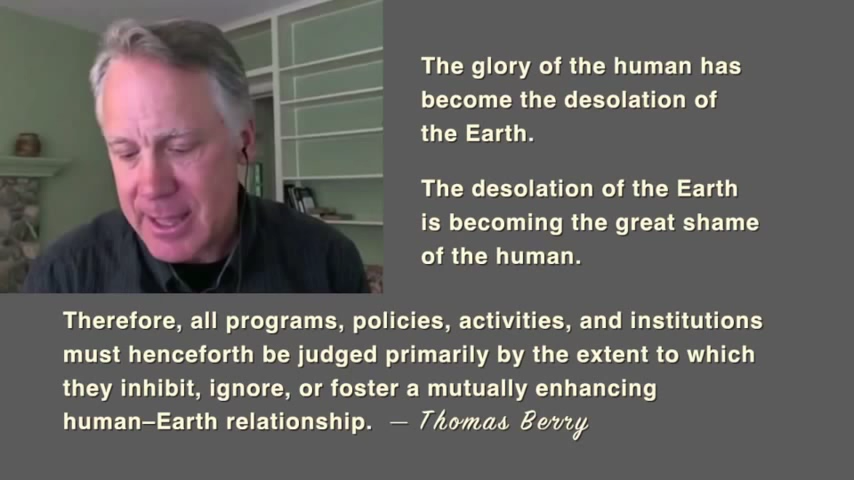 The glory of the human has
become the desolation of
the Earth.
The desolation of the Earth
is becoming the great shame
of the human.
Therefore, all programs, policies, activities, and institutions
must henceforth be judged primarily by the extent to which
they inhibit, ignore, or foster a mutually enhancing
human–Earth relationship. — Thomas Berry